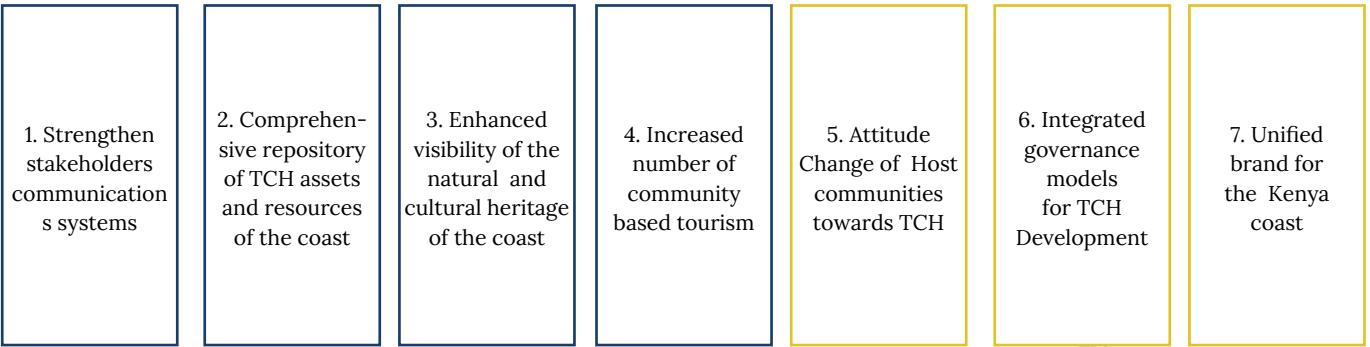 1. Strengthen
stakeholders
communication
s systems
2. Comprehen-
sive repository
of TCH assets
and resources
of the coast
3. Enhanced
visibility of the
natural and
cultural heritage
of the coast
4. Increased
number of
community
based tourism
5. Attitude
Change of Host
communities
towards TCH
6. Integrated
governance
models
for TCH
Development
7. Unified
brand for
the Kenya
coast